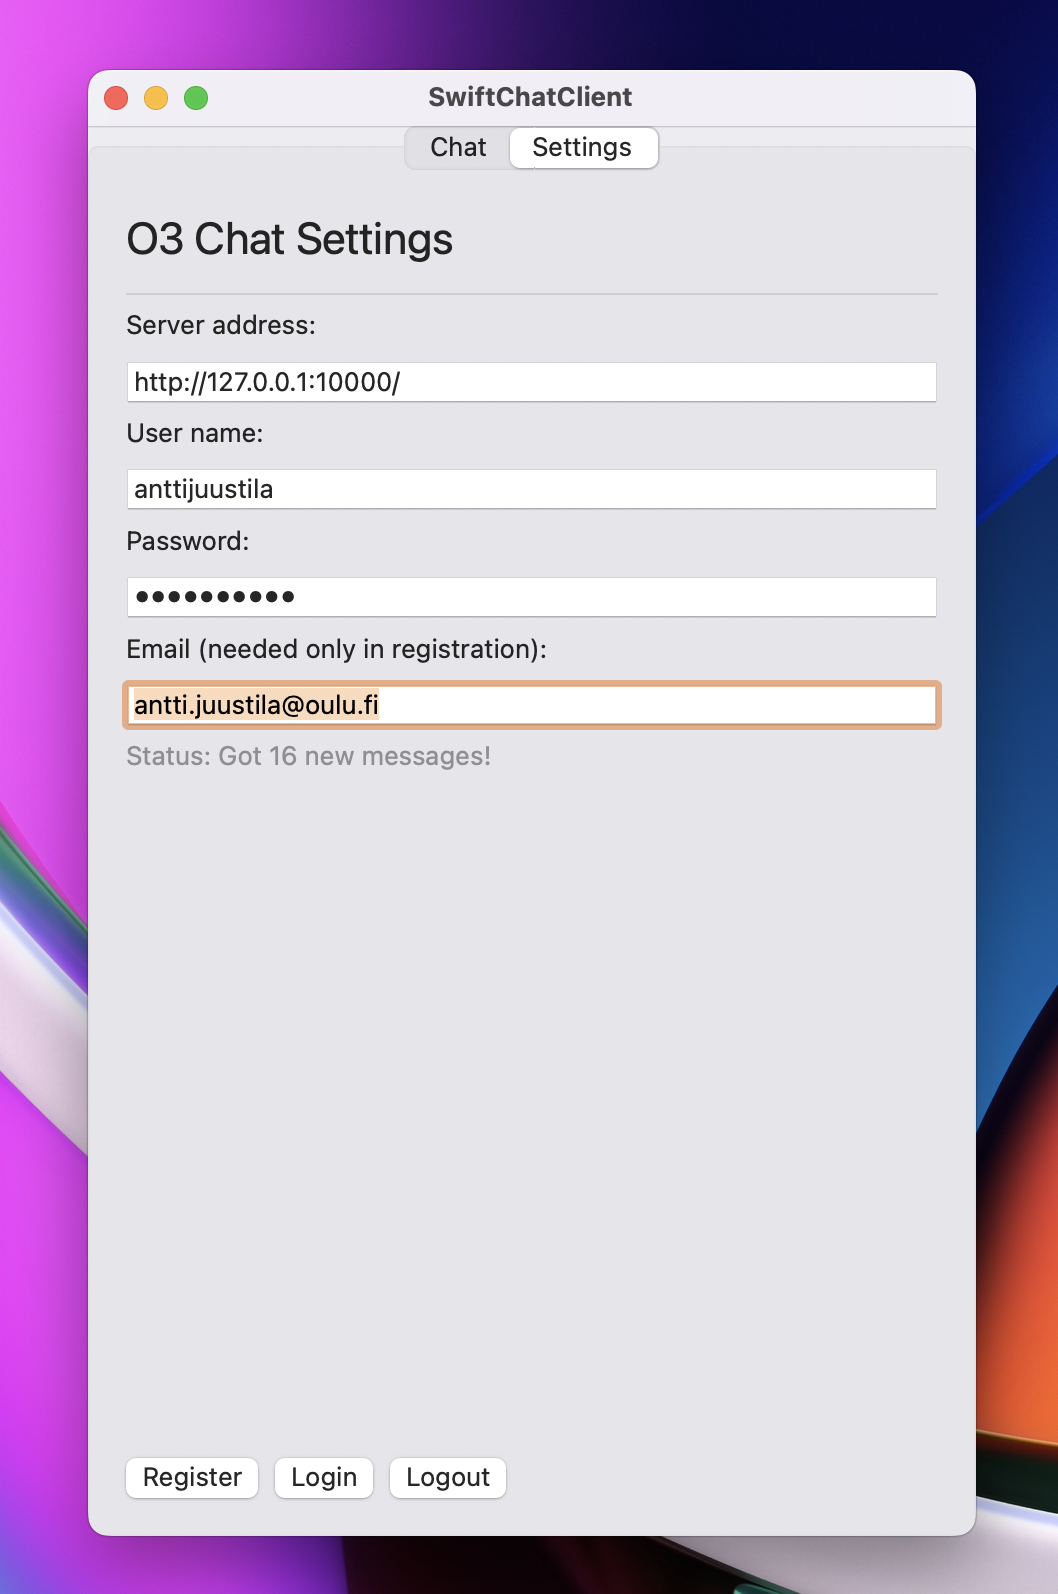 SwiftChatClient
Chat Settings
O3 Chat Settings
Server address:
http://127.0.0.1:10000/
User name:
anttijuustila
Password:
••••••••••
Email (needed only in registration):
antti.juustila@oulu.fi
Status: Got 16 new messages!
Register Login Logout